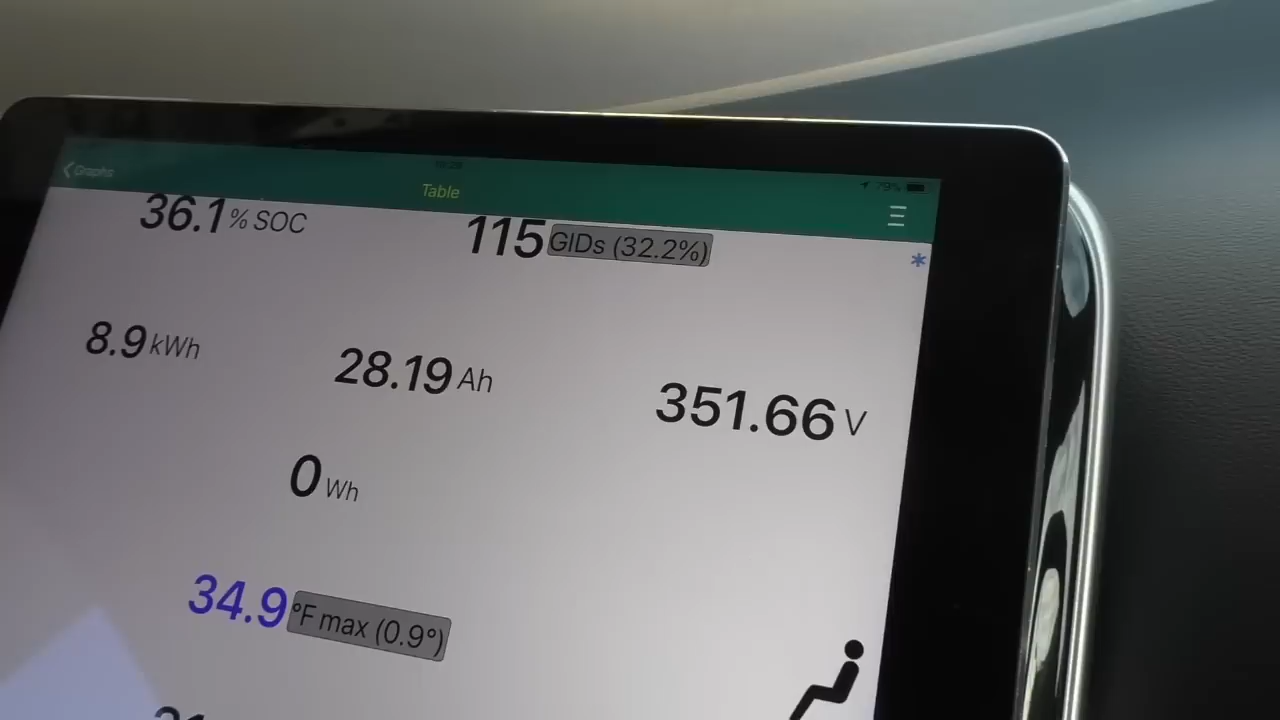 Graphs
79%
Table
36.1 % SOC
115 GIDs (32.2%)
*
8.9 kWh
28.19 Ah
351.66 V
0 Wh
34.9 °F max (0.9°)